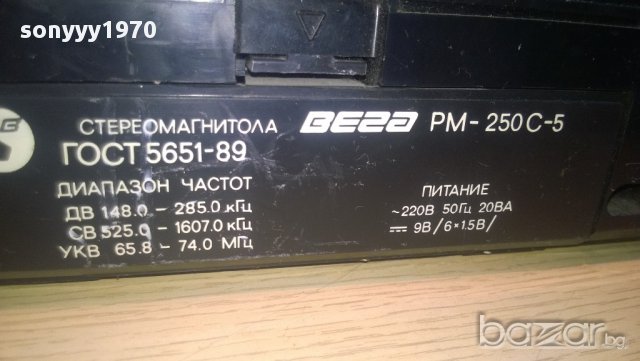 sonyyy1970
СТЕРЕОМАГНИТОЛА ВЕГА РМ-250С-5
ГОСТ 5651-89
ДИАПАЗОН ЧАСТОТ
ДВ 148.0 - 285.0 кГц
СВ 525.0 - 1607.0 кГц
УКВ 65.8 - 74.0 МГц
ПИТАНИЕ
~220В 50Гц 20ВА
⎓ 9В/6×1.5В/
bazar.bg